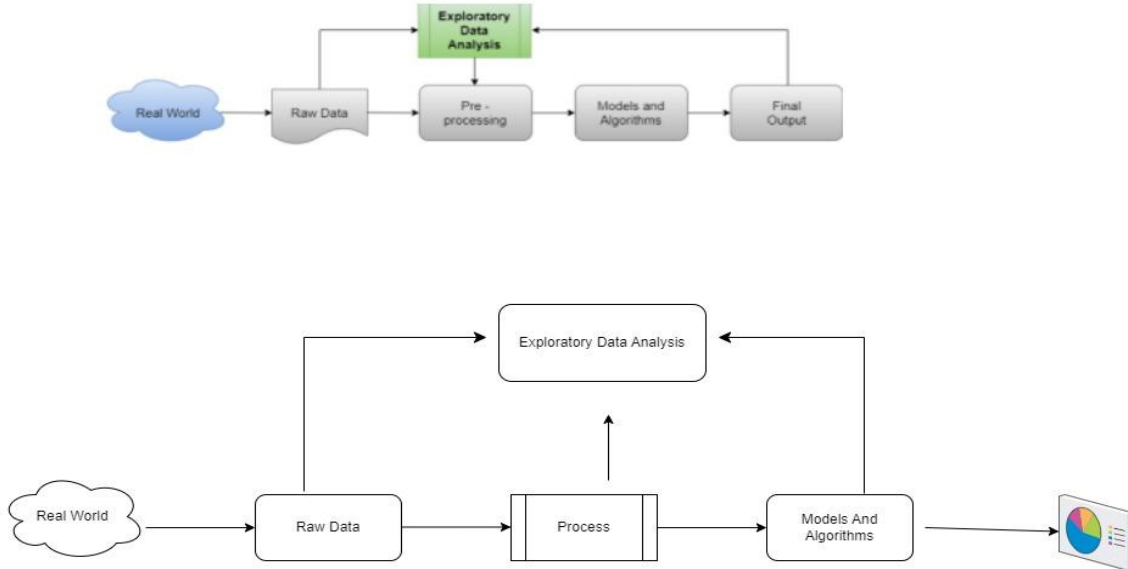 Exploratory
Data
Analysis
Real World
Raw Data
Pre -
processing
Models and
Algorithms
Final
Output
Exploratory Data Analysis
Real World
Raw Data
Process
Models And
Algorithms